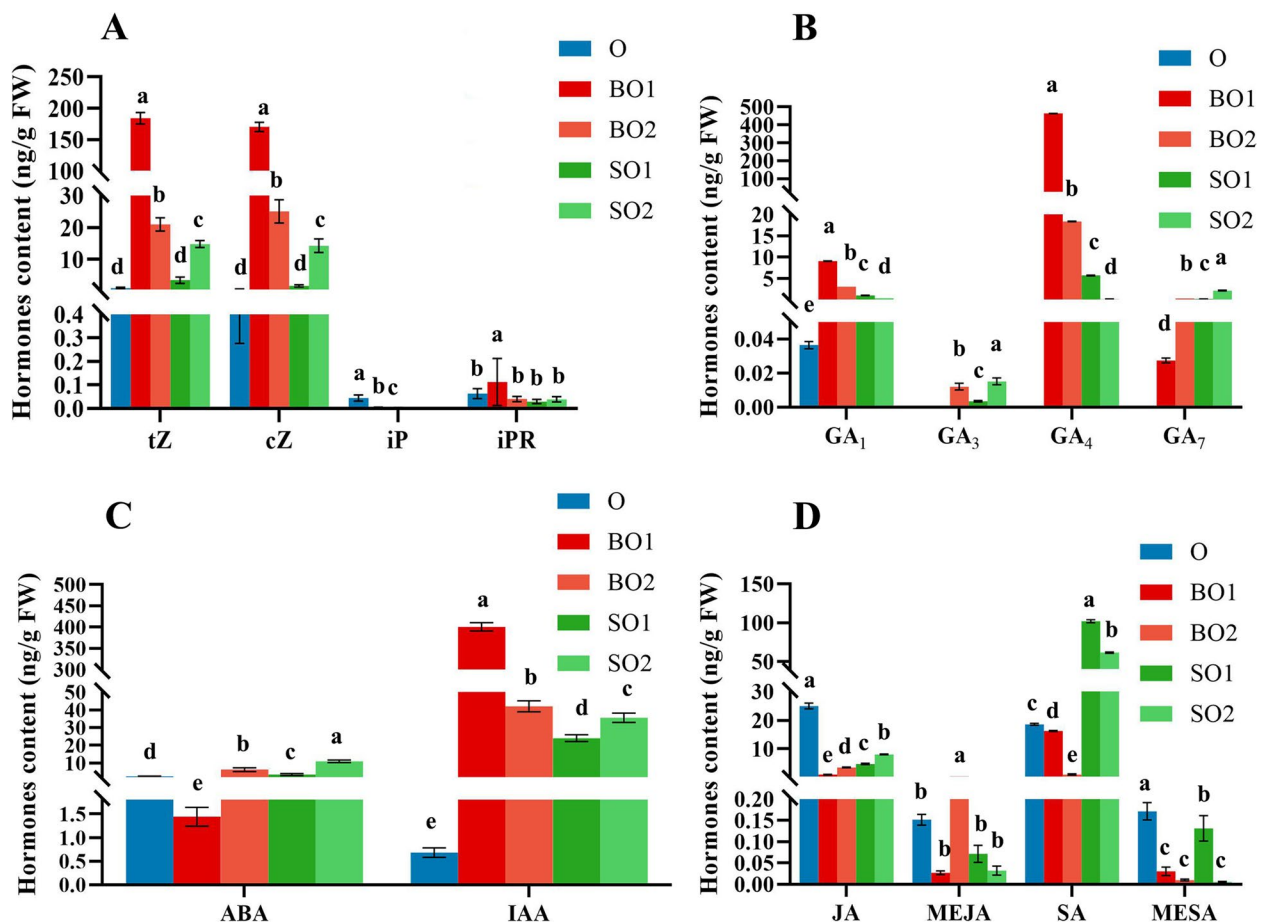 A
Hormones content (ng/g FW)
250
200
150
100
30
20
10
0.4
0.3
0.2
0.1
0.0
d a b d c
d a b d c
a b c
b a b b b
tZ cZ iP iPR
O
BO1
BO2
SO1
SO2
B
Hormones content (ng/g FW)
500
400
300
200
100
20
15
10
5
0.04
0.02
0.00
e a b c d
b c a
a b c d
d b c a
GA₁ GA₃ GA₄ GA₇
O
BO1
BO2
SO1
SO2
C
Hormones content (ng/g FW)
500
450
400
350
300
50
40
30
20
10
1.5
1.0
0.5
0.0
d e b c a
e a b d c
ABA IAA
O
BO1
BO2
SO1
SO2
D
Hormones content (ng/g FW)
150
100
50
30
20
10
0.20
0.15
0.10
0.05
0.00
a e d c b
b b a b b
c d e a b
a c c b c
JA MEJA SA MESA
O
BO1
BO2
SO1
SO2